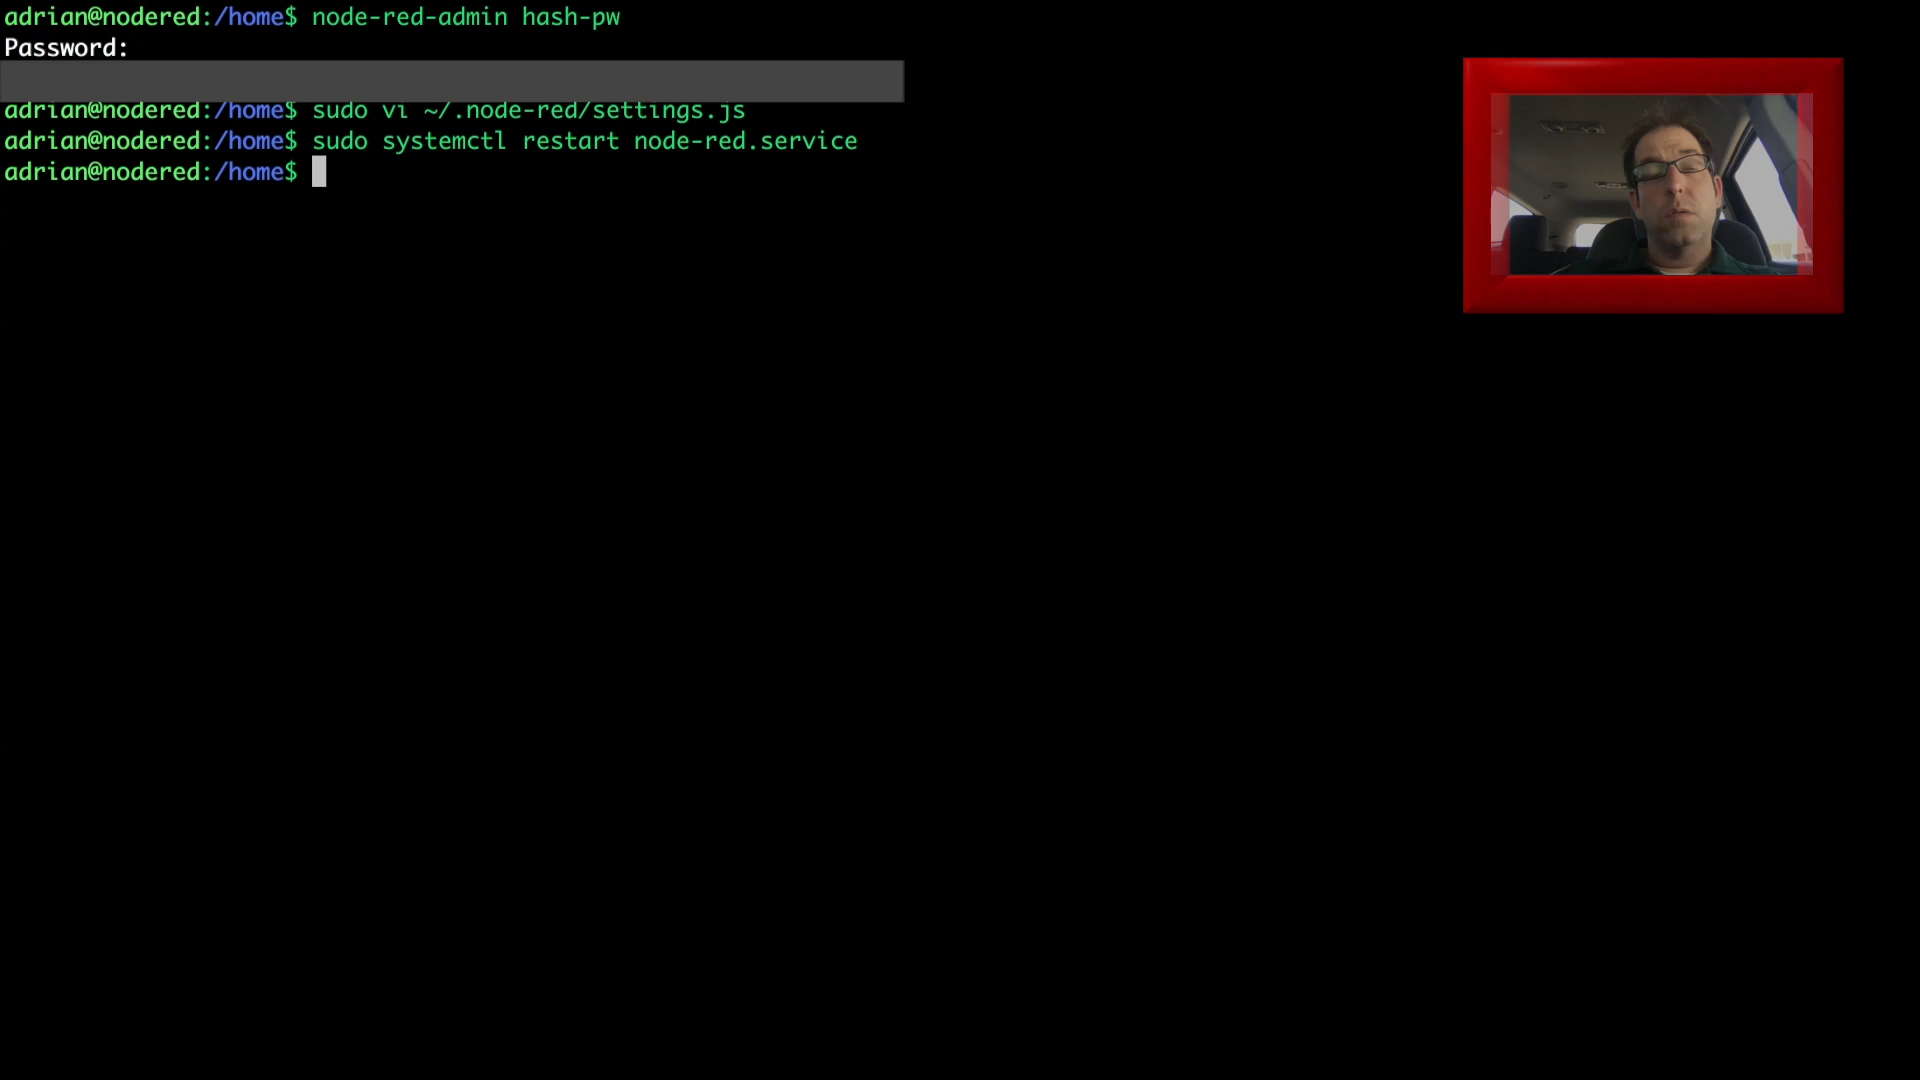 adrian@nodered:/home$ node-red-admin hash-pw
Password:
adrian@nodered:/home$ sudo vi ~/.node-red/settings.js
adrian@nodered:/home$ sudo systemctl restart node-red.service
adrian@nodered:/home$